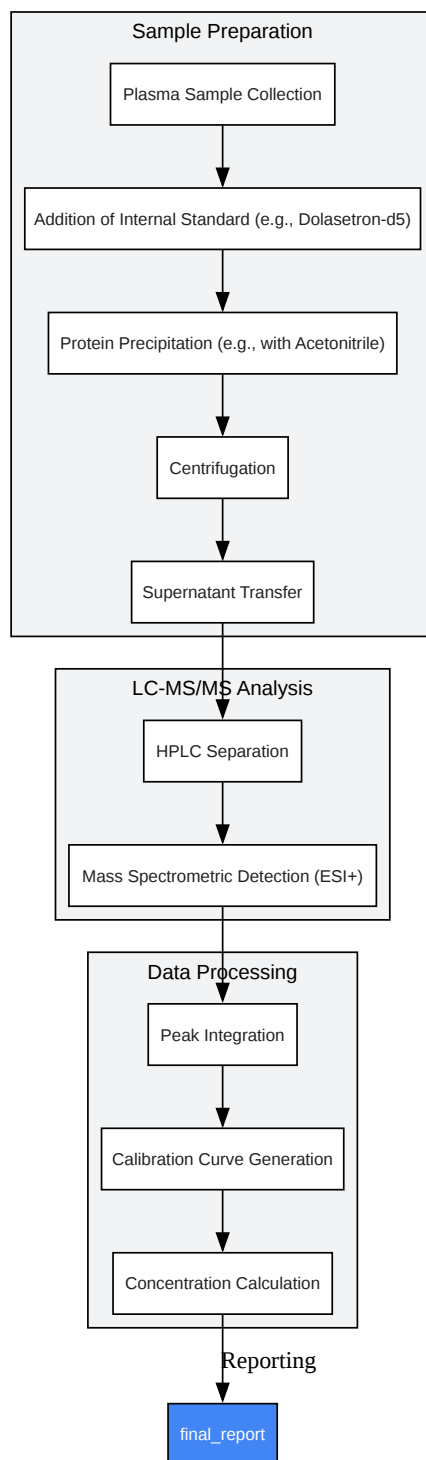 Sample Preparation
Plasma Sample Collection
Addition of Internal Standard (e.g., Dolasetron-d5)
Protein Precipitation (e.g., with Acetonitrile)
Centrifugation
Supernatant Transfer
LC-MS/MS Analysis
HPLC Separation
Mass Spectrometric Detection (ESI+)
Data Processing
Peak Integration
Calibration Curve Generation
Concentration Calculation
Reporting
final_report